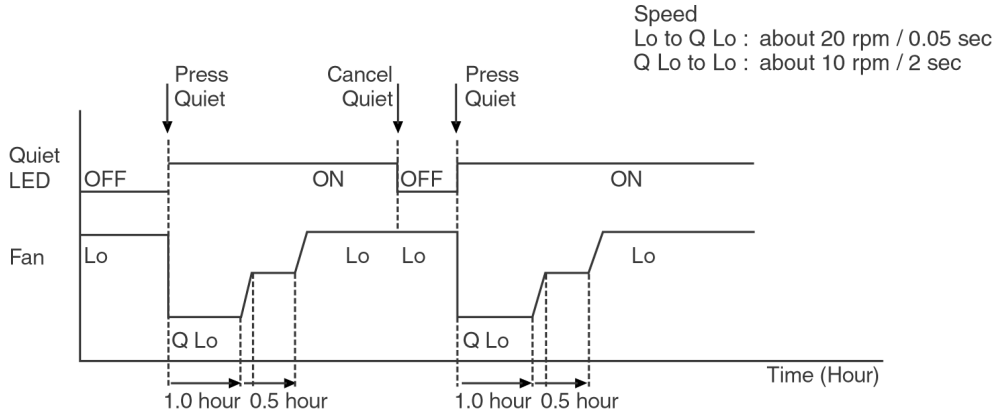 Speed
Lo to Q Lo : about 20 rpm / 0.05 sec
Q Lo to Lo : about 10 rpm / 2 sec
Press
Quiet
Cancel
Quiet
Press
Quiet
Quiet
LED
OFF
ON
OFF
ON
Fan
Lo
Lo
Lo
Lo
Q Lo
Q Lo
Time (Hour)
1.0 hour
0.5 hour
1.0 hour
0.5 hour